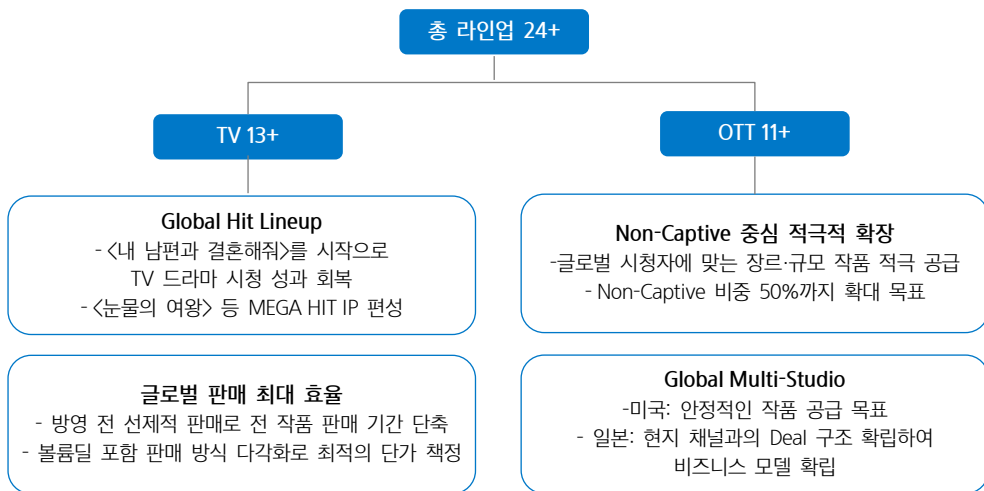 총 라인업 24+
TV 13+
OTT 11+
Global Hit Lineup
- <내 남편과 결혼해줘>를 시작으로
TV 드라마 시청 성과 회복
- <눈물의 여왕> 등 MEGA HIT IP 편성
Non-Captive 중심 적극적 확장
-글로벌 시청자에 맞는 장르·규모 작품 적극 공급
- Non-Captive 비중 50%까지 확대 목표
글로벌 판매 최대 효율
- 방영 전 선제적 판매로 전 작품 판매 기간 단축
- 볼륨딜 포함 판매 방식 다각화로 최적의 단가 책정
Global Multi-Studio
-미국: 안정적인 작품 공급 목표
- 일본: 현지 채널과의 Deal 구조 확립하여
비즈니스 모델 확립